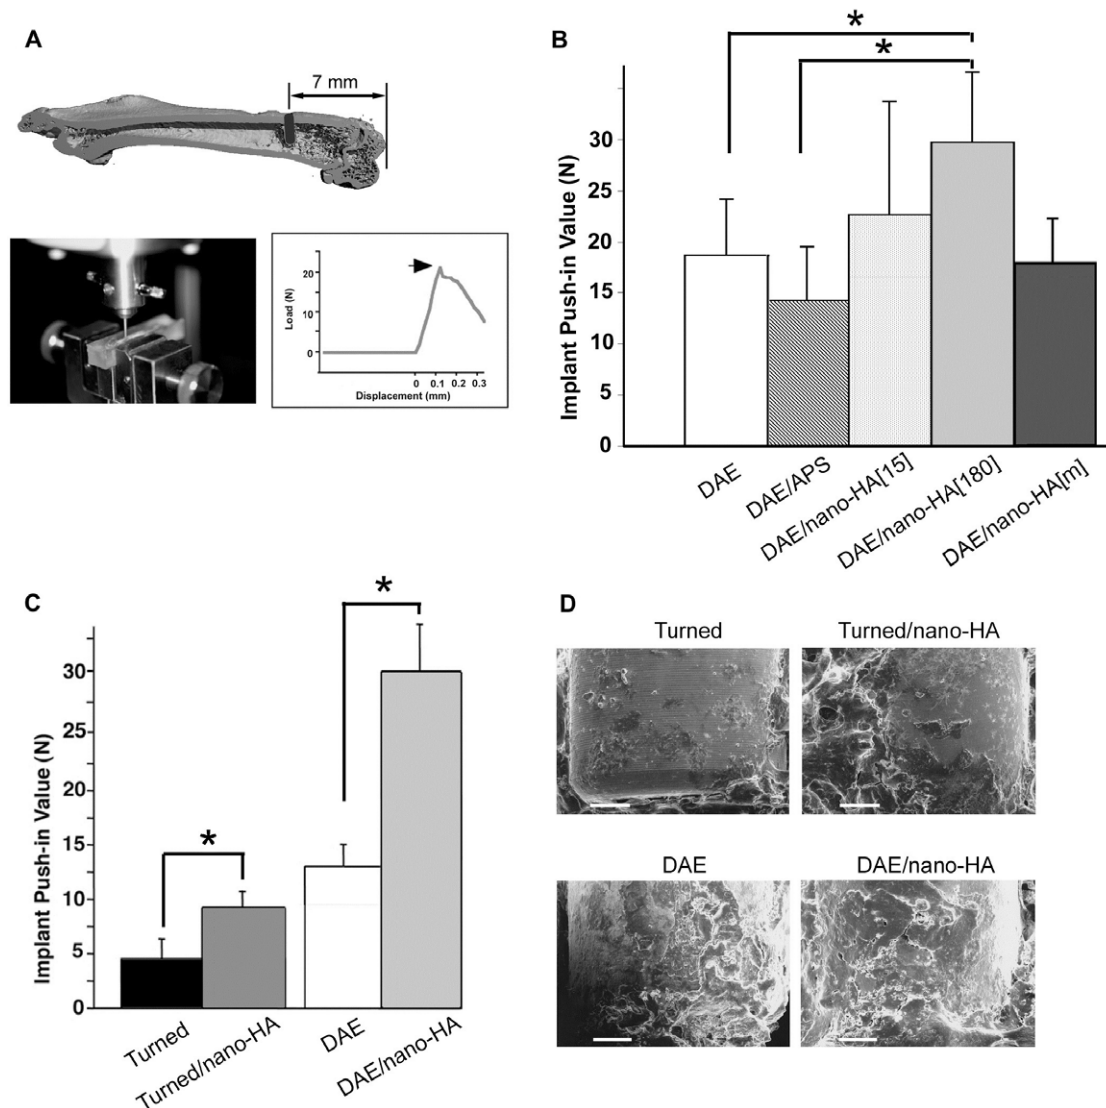 A
7 mm
Load (N)
20
10
0
0 0.1 0.2 0.3
Displacement (mm)
B
*
*
Implant Push-in Value (N)
30
25
20
15
10
5
0
DAE
DAE/APS
DAE/nano-HA[15]
DAE/nano-HA[180]
DAE/nano-HA[m]
C
*
*
Implant Push-in Value (N)
30
25
20
15
10
5
0
Turned
Turned/nano-HA
DAE
DAE/nano-HA
D
Turned Turned/nano-HA
DAE DAE/nano-HA